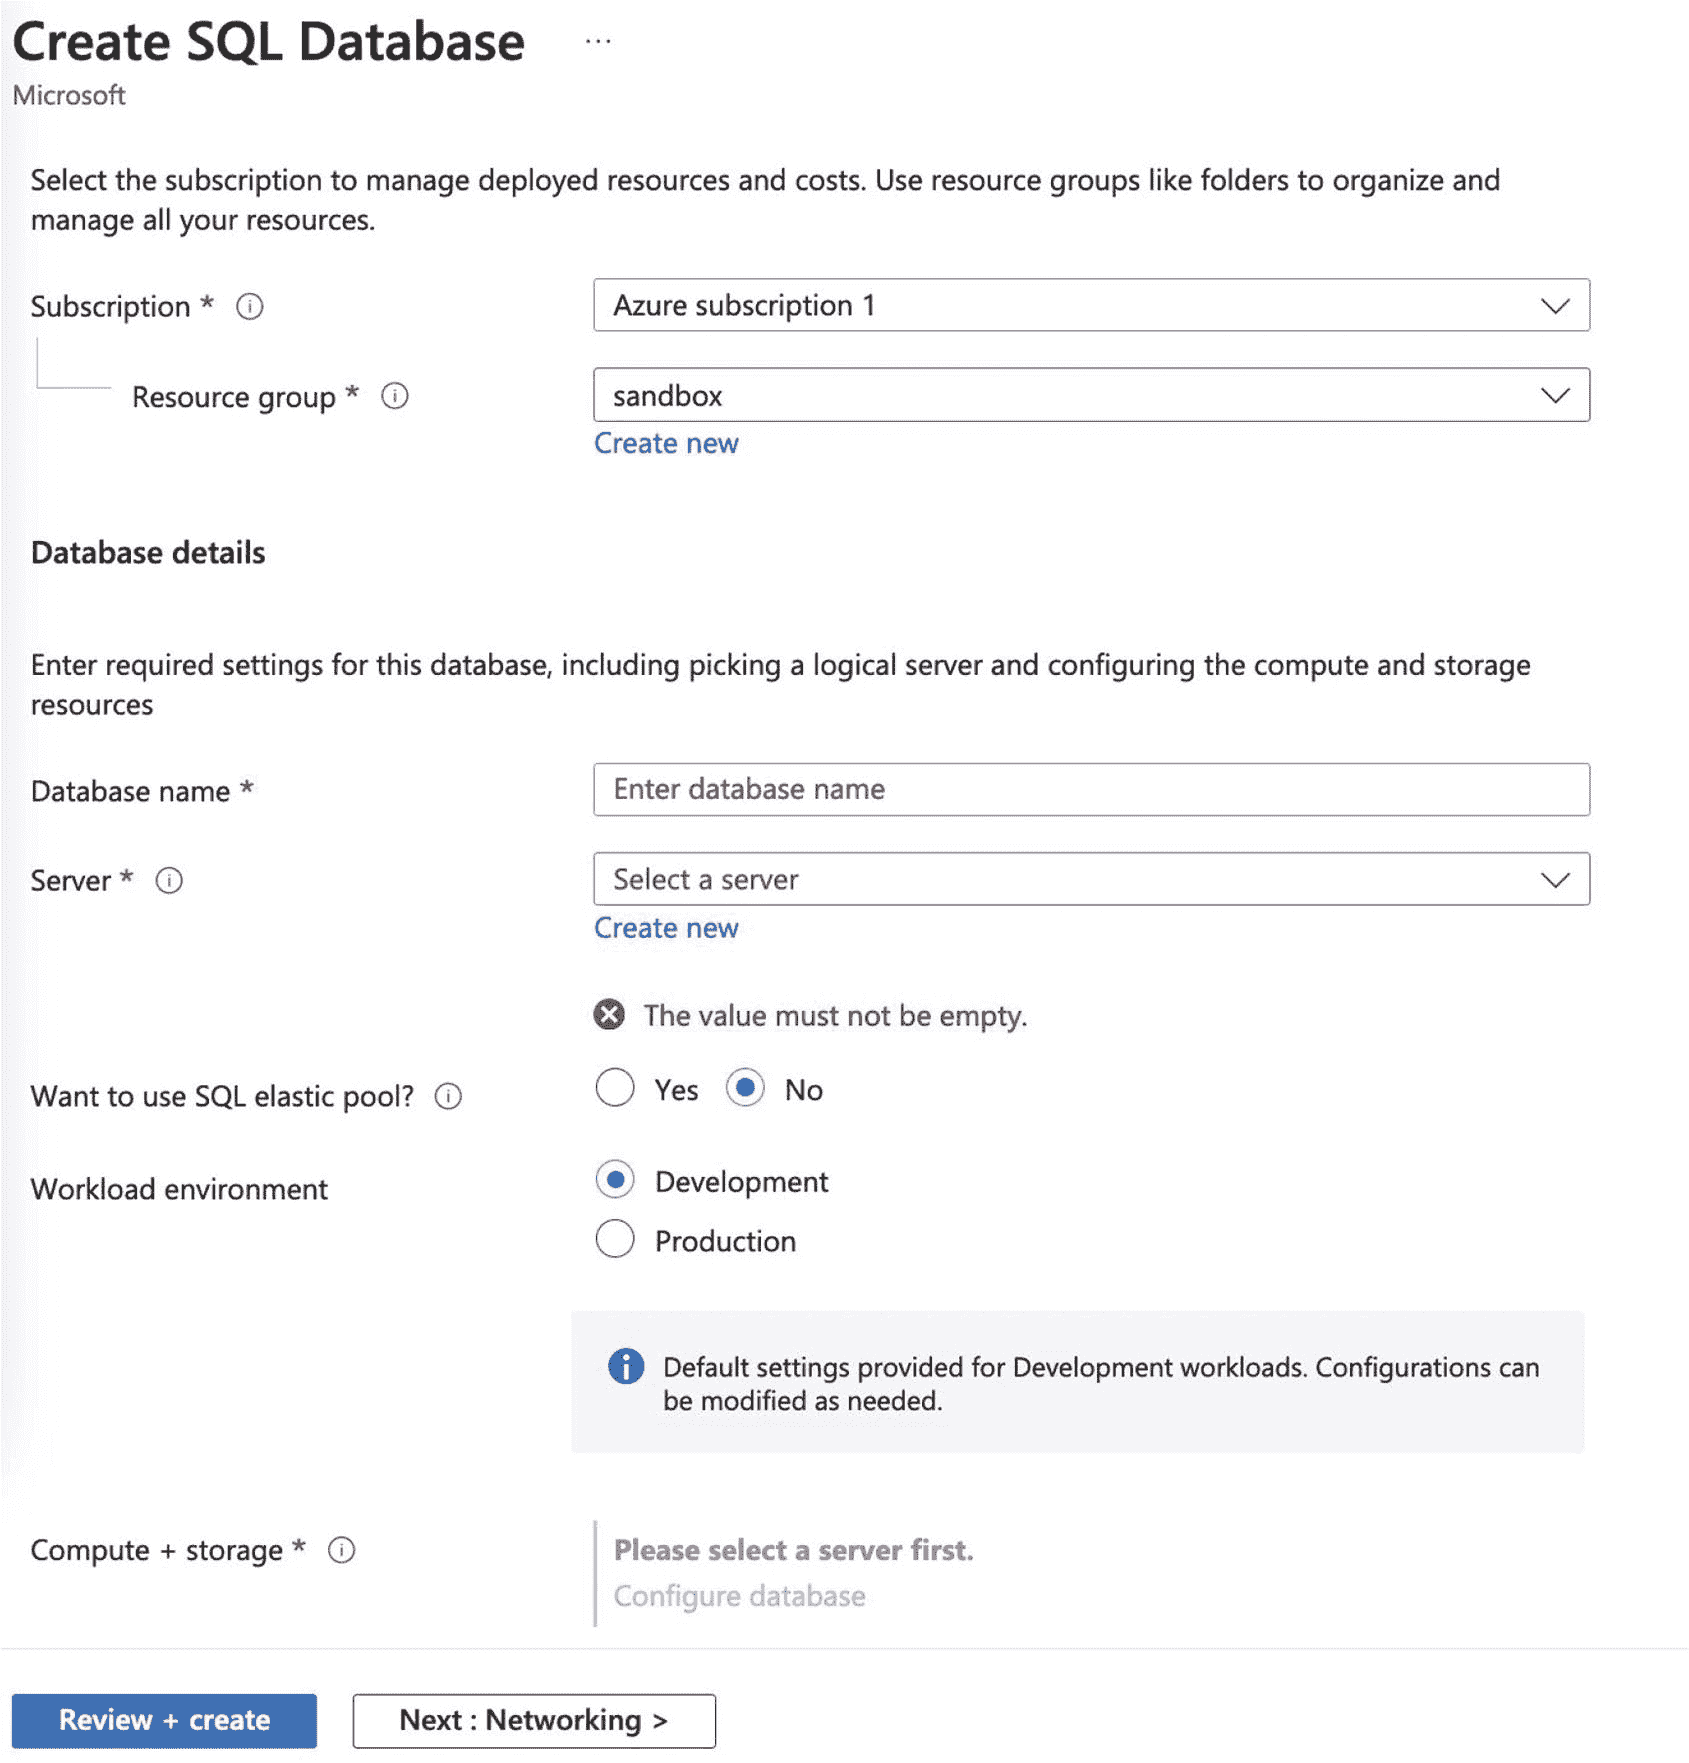 Create SQL Database ...
Microsoft
Select the subscription to manage deployed resources and costs. Use resource groups like folders to organize and
manage all your resources.
Subscription * Azure subscription 1
Resource group * sandbox
Create new
Database details
Enter required settings for this database, including picking a logical server and configuring the compute and storage
resources
Database name * Enter database name
Server * Select a server
Create new
The value must not be empty.
Want to use SQL elastic pool? Yes No
Workload environment Development
Production
Default settings provided for Development workloads. Configurations can
be modified as needed.
Compute + storage * Please select a server first.
Configure database
Review + create Next : Networking >